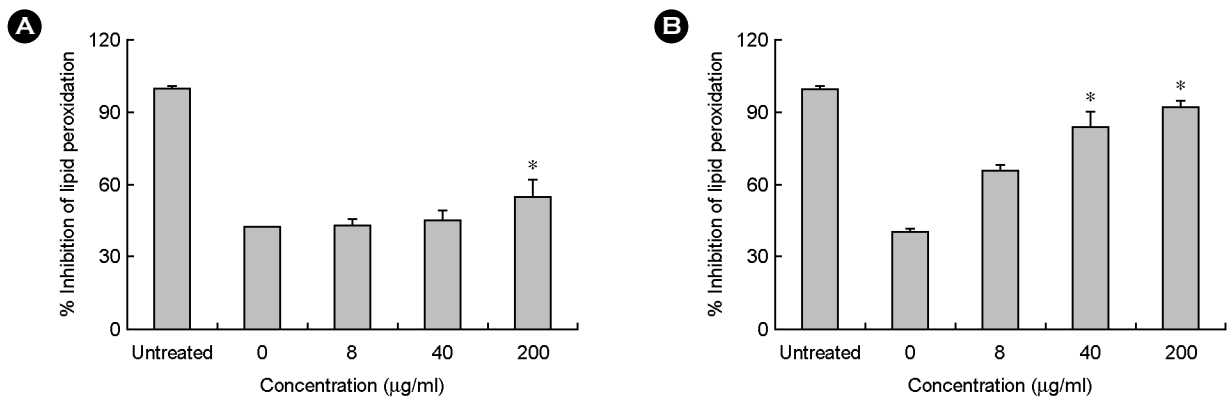 A
% Inhibition of lipid peroxidation
120
90
60
30
0
*
Untreated 0 8 40 200
Concentration (μg/ml)
B
% Inhibition of lipid peroxidation
120
90
60
30
0
* *
Untreated 0 8 40 200
Concentration (μg/ml)